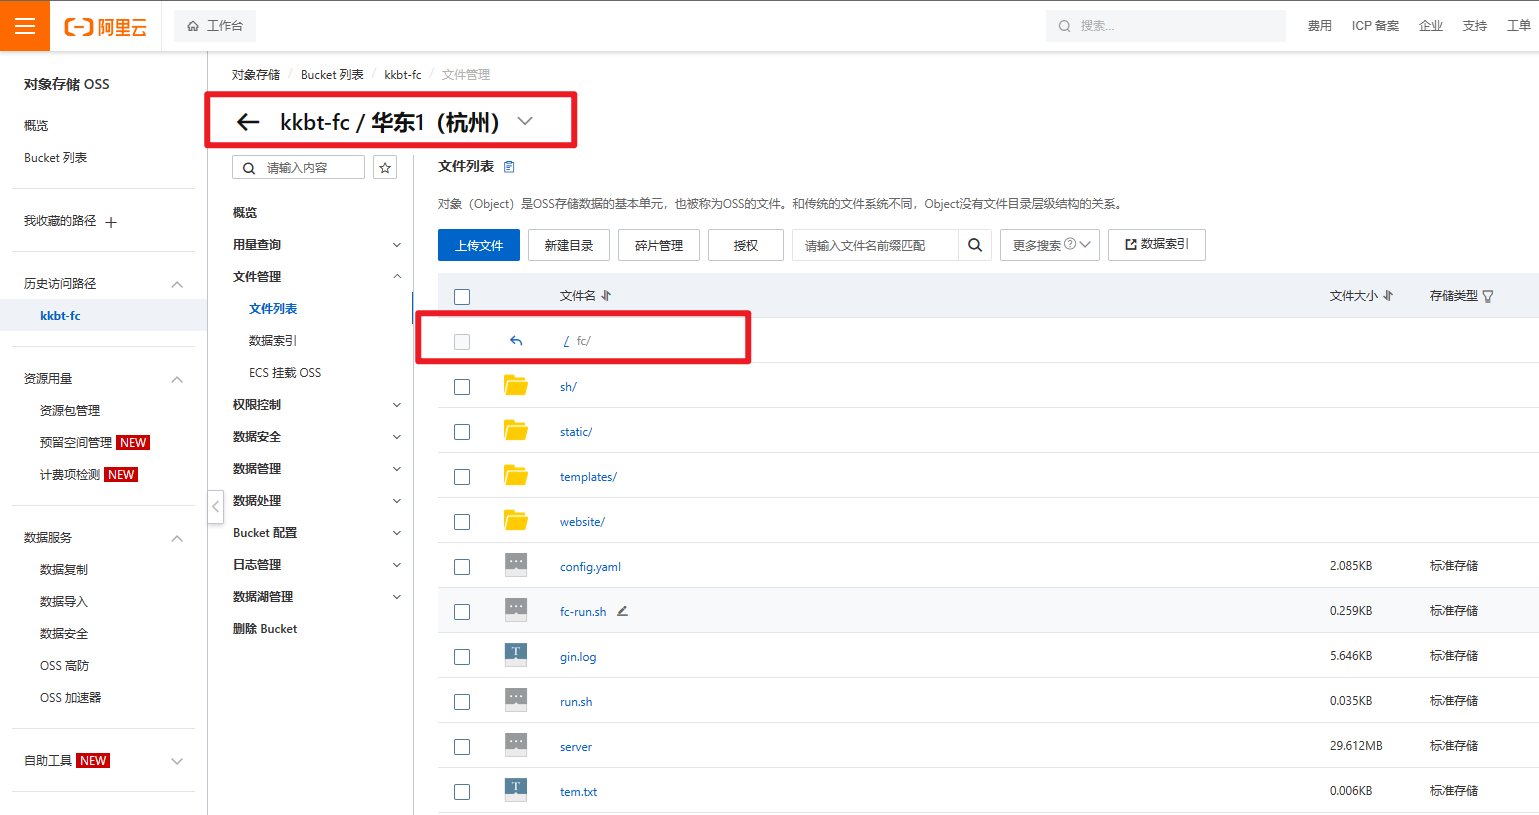 阿里云
工作台
搜索...
费用
ICP 备案
企业
支持
工单
对象存储 OSS
概览
Bucket 列表
我收藏的路径
历史访问路径
kkbt-fc
资源用量
资源包管理
预留空间管理 NEW
计费项检测 NEW
数据服务
数据复制
数据导入
数据安全
OSS 高防
OSS 加速器
自助工具 NEW
对象存储 / Bucket 列表 / kkbt-fc / 文件管理
kkbt-fc / 华东1（杭州）
请输入内容
概览
用量查询
文件管理
文件列表
数据索引
ECS 挂载 OSS
权限控制
数据安全
数据管理
数据处理
Bucket 配置
日志管理
数据湖管理
删除 Bucket
文件列表
对象（Object）是OSS存储数据的基本单元，也被称为OSS的文件。和传统的文件系统不同，Object没有文件目录层级结构的关系。
上传文件
新建目录
碎片管理
授权
请输入文件名前缀匹配
更多搜索
数据索引
文件名 文件大小 存储类型
/ fc/
sh/
static/
templates/
website/
config.yaml 2.085KB 标准存储
fc-run.sh 0.259KB 标准存储
gin.log 5.646KB 标准存储
run.sh 0.035KB 标准存储
server 29.612MB 标准存储
tem.txt 0.006KB 标准存储